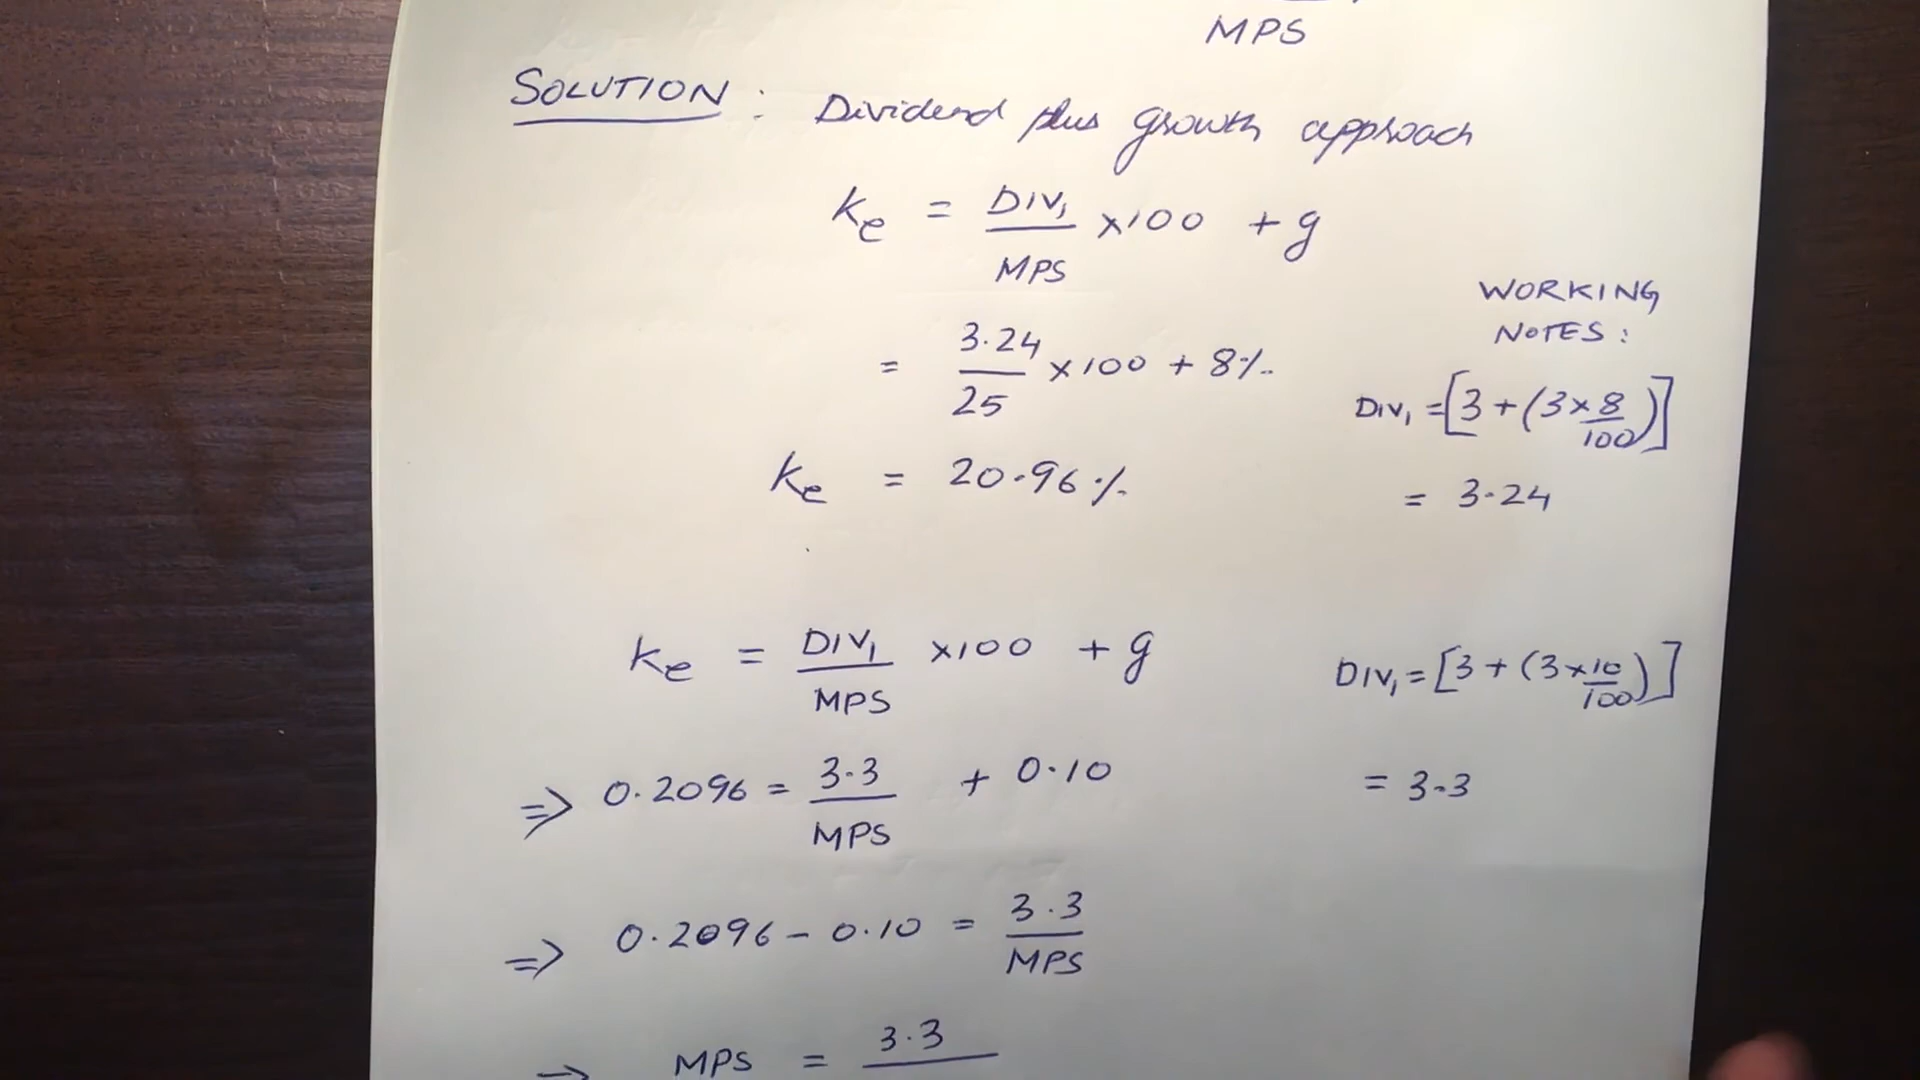 MPS
SOLUTION : Dividend plus growth approach
ke = DIV1 / MPS ×100 + g
WORKING
NOTES :
= 3.24 / 25 ×100 + 8%
DIV1 = [3 + (3×8/100)]
ke = 20.96%
= 3.24
ke = DIV1 / MPS ×100 + g
DIV1 = [3 + (3×10/100)]
⇒ 0.2096 = 3.3 / MPS + 0.10
= 3.3
⇒ 0.2096 - 0.10 = 3.3 / MPS
⇒ MPS = 3.3